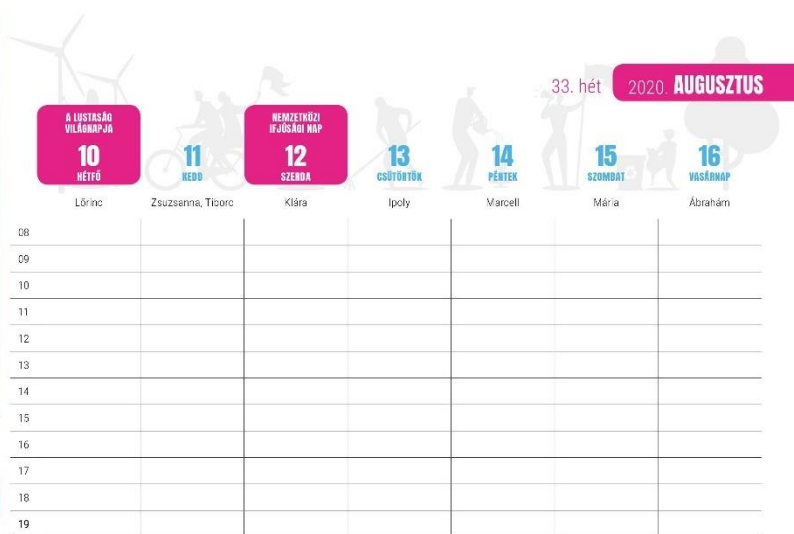 33. hét 2020. AUGUSZTUS
A LUSTASÁG
VILÁGNAPJA
10
HÉTFŐ
11
KEDD
NEMZETKÖZI
IFJÚSÁGI NAP
12
SZERDA
13
CSÜTÖRTÖK
14
PÉNTEK
15
SZOMBAT
16
VASÁRNAP
Lőrinc Zsuzsanna, Tiborc Klára Ipoly Marcell Mária Ábrahám
08
09
10
11
12
13
14
15
16
17
18
19